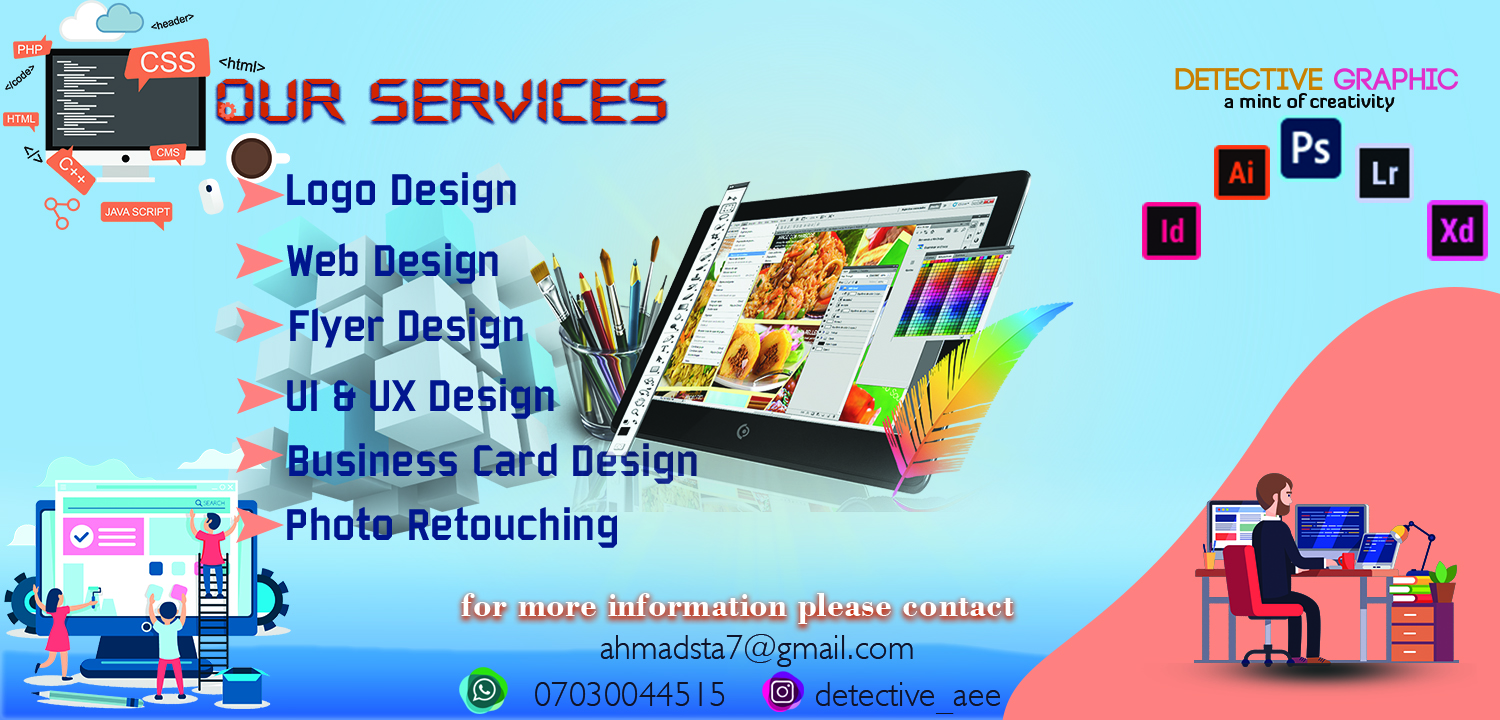 <header>
PHP
CSS
<html>
</code>
HTML
</>
CMS
C++
JAVA SCRIPT
OUR SERVICES
DETECTIVE GRAPHIC
a mint of creativity
Ai
Ps
Lr
Id
Xd
Logo Design
Web Design
Flyer Design
UI & UX Design
Business Card Design
Photo Retouching
SEARCH
for more information please contact
ahmadsta7@gmail.com
07030044515
detective_aee